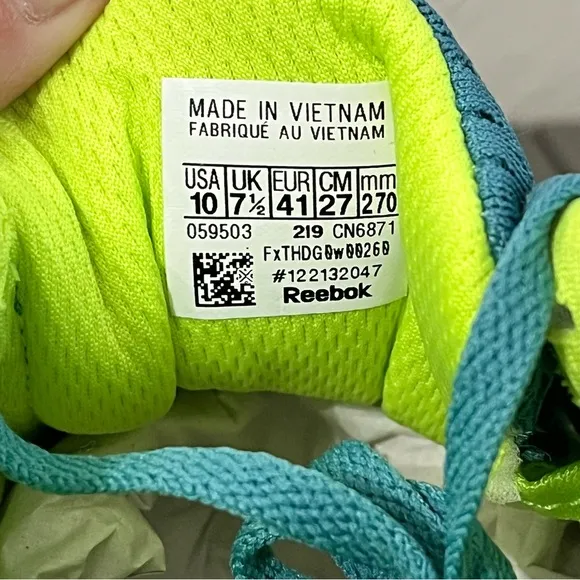 MADE IN VIETNAM
FABRIQUÉ AU VIETNAM
USA UK EUR CM mm
10 7½ 41 27 270
059503 219 CN6871
FxTHDG0w00260
#122132047
Reebok